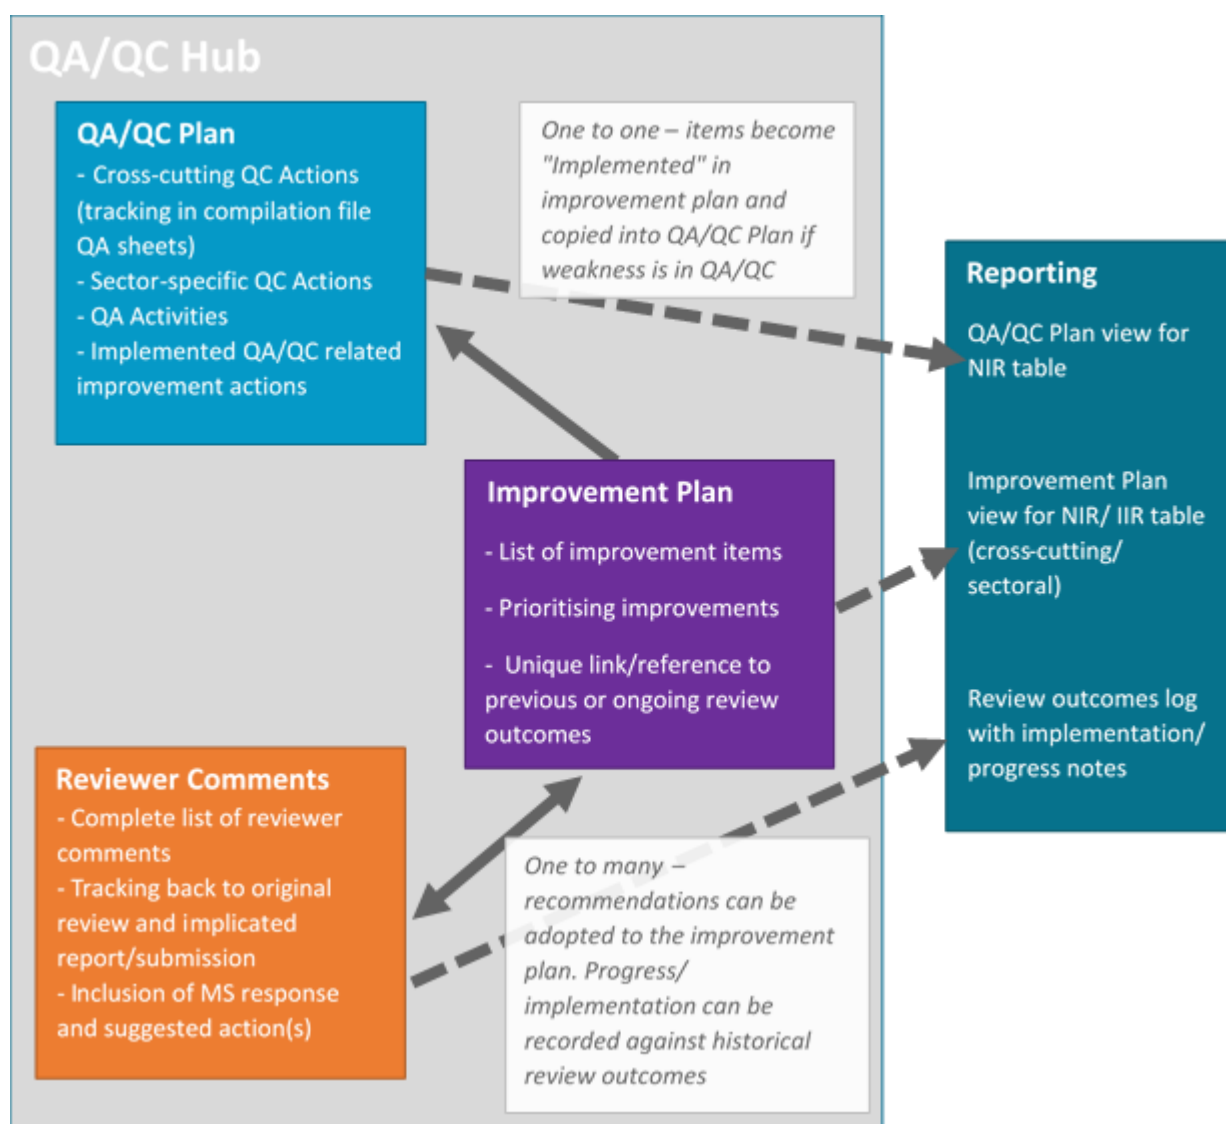 QA/QC Hub
QA/QC Plan
- Cross-cutting QC Actions
(tracking in compilation file
QA sheets)
- Sector-specific QC Actions
- QA Activities
- Implemented QA/QC related
improvement actions
One to one – items become
"Implemented" in
improvement plan and
copied into QA/QC Plan if
weakness is in QA/QC
Improvement Plan
- List of improvement items
- Prioritising improvements
- Unique link/reference to
previous or ongoing review
outcomes
Reviewer Comments
- Complete list of reviewer
comments
- Tracking back to original
review and implicated
report/submission
- Inclusion of MS response
and suggested action(s)
One to many –
recommendations can be
adopted to the improvement
plan. Progress/
implementation can be
recorded against historical
review outcomes
Reporting
QA/QC Plan view for
NIR table
Improvement Plan
view for NIR/ IIR table
(cross-cutting/
sectoral)
Review outcomes log
with implementation/
progress notes